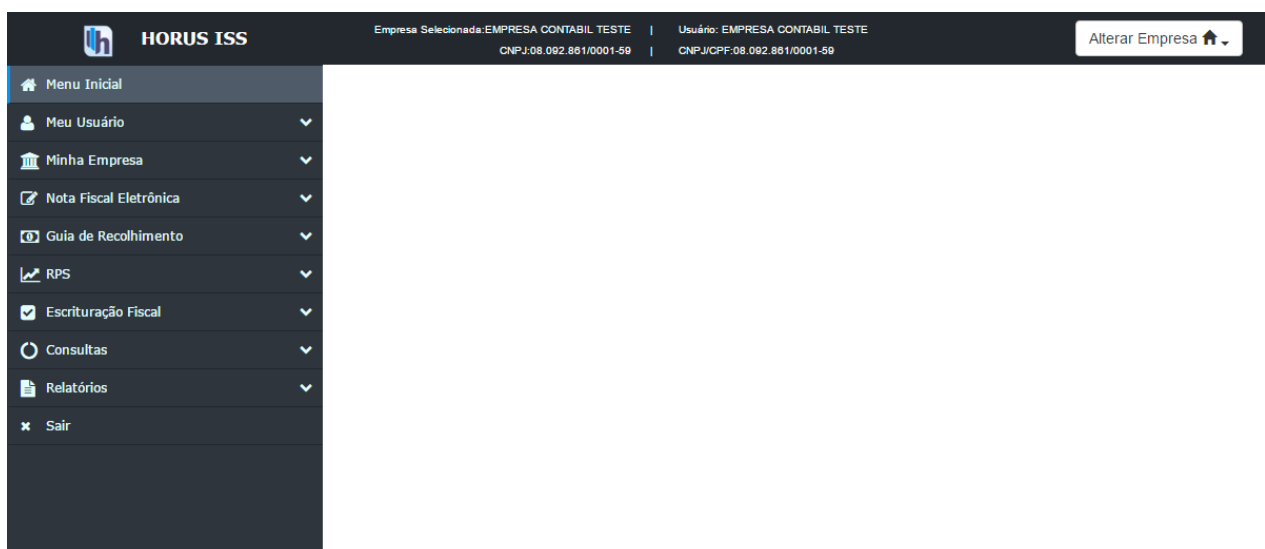 HORUS ISS
Empresa Selecionada:EMPRESA CONTABIL TESTE | Usuário: EMPRESA CONTABIL TESTE
CNPJ:08.092.861/0001-59 | CNPJ/CPF:08.092.861/0001-59
Alterar Empresa
Menu Inicial
Meu Usuário
Minha Empresa
Nota Fiscal Eletrônica
Guia de Recolhimento
RPS
Escrituração Fiscal
Consultas
Relatórios
Sair